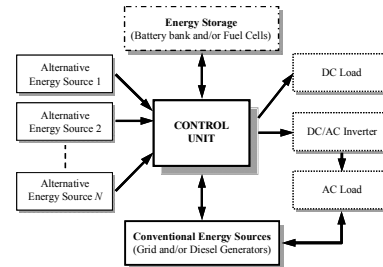 Energy Storage
(Battery bank and/or Fuel Cells)
Alternative
Energy Source 1
Alternative
Energy Source 2
Alternative
Energy Source N
CONTROL
UNIT
DC Load
DC/AC Inverter
AC Load
Conventional Energy Sources
(Grid and/or Diesel Generators)